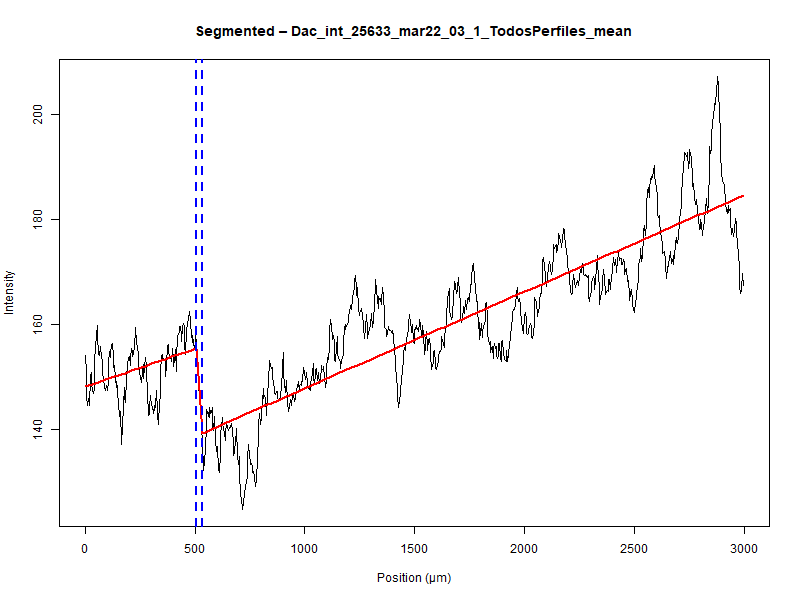 Segmented – Dac_int_25633_mar22_03_1_TodosPerfiles_mean
200
180
160
140
Intensity
0 500 1000 1500 2000 2500 3000
Position (µm)